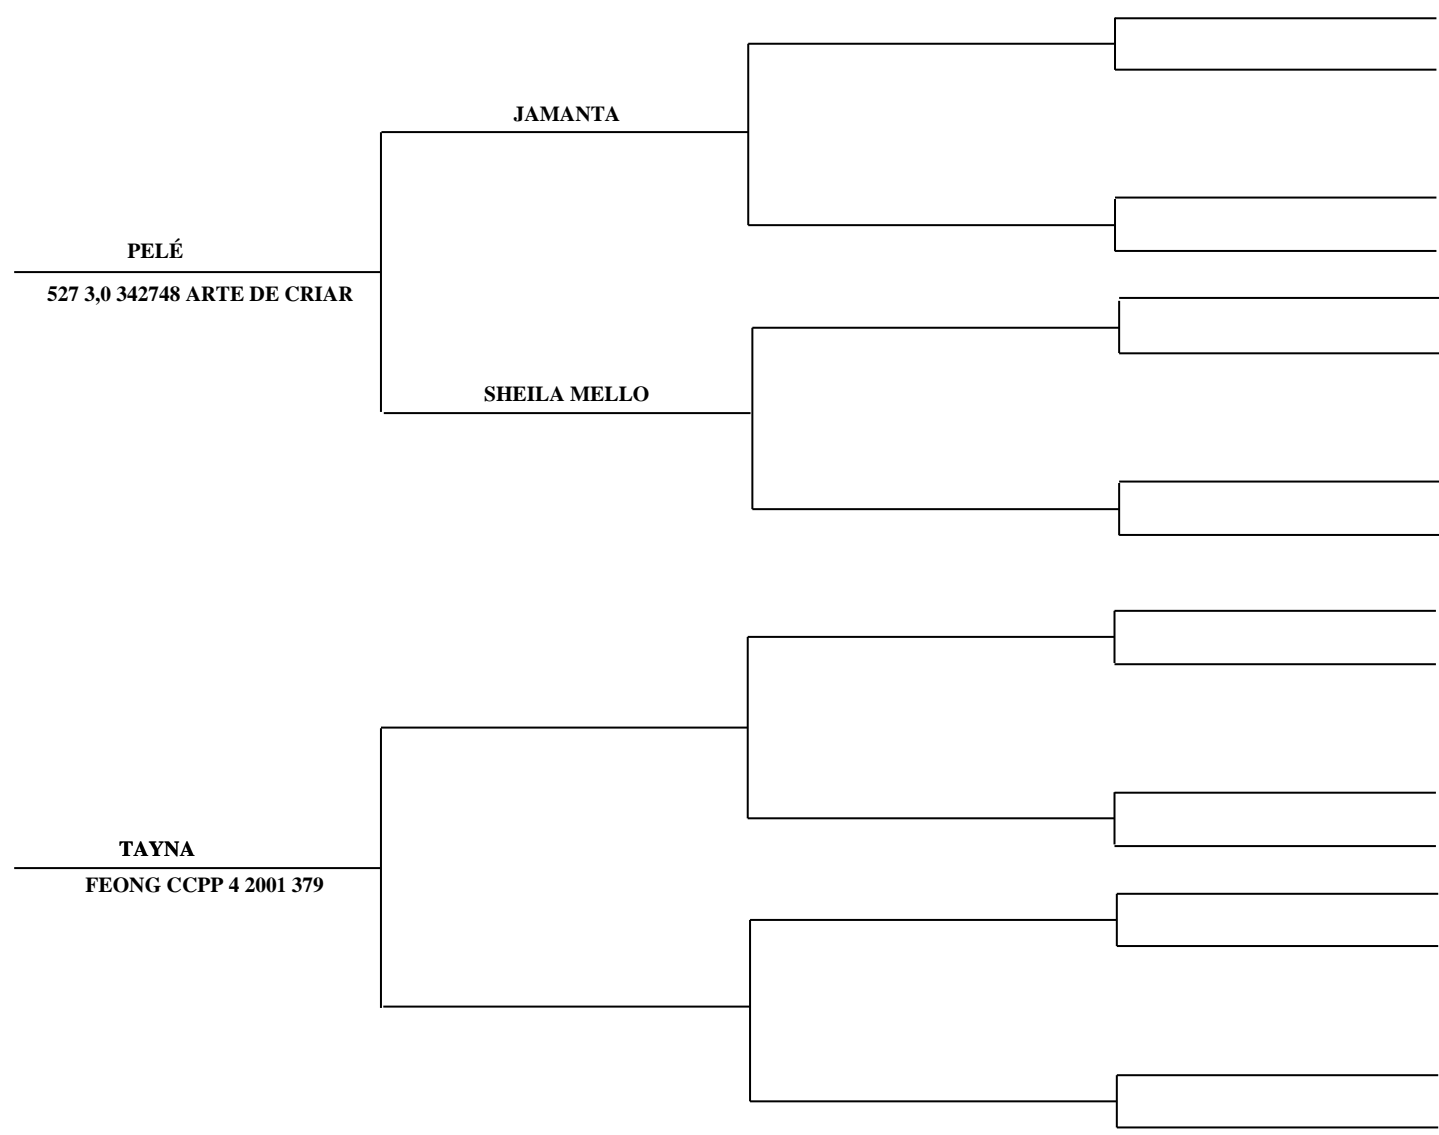 JAMANTA
PELÉ
527 3,0 342748 ARTE DE CRIAR
SHEILA MELLO
TAYNA
FEONG CCPP 4 2001 379